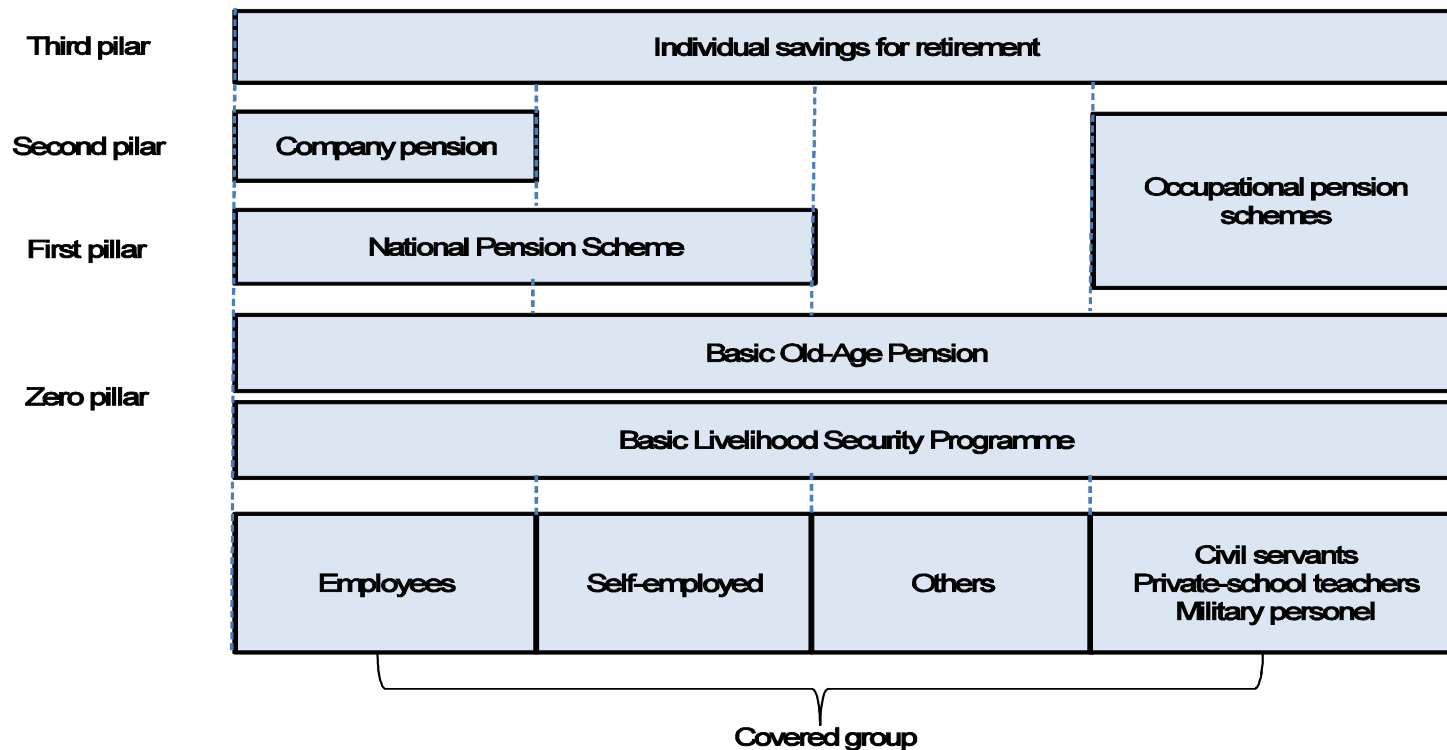 Third pilar
Individual savings for retirement
Second pilar
Company pension
Occupational pension
schemes
First pillar
National Pension Scheme
Zero pillar
Basic Old-Age Pension
Basic Livelihood Security Programme
Employees
Self-employed
Others
Civil servants
Private-school teachers
Military personel
Covered group